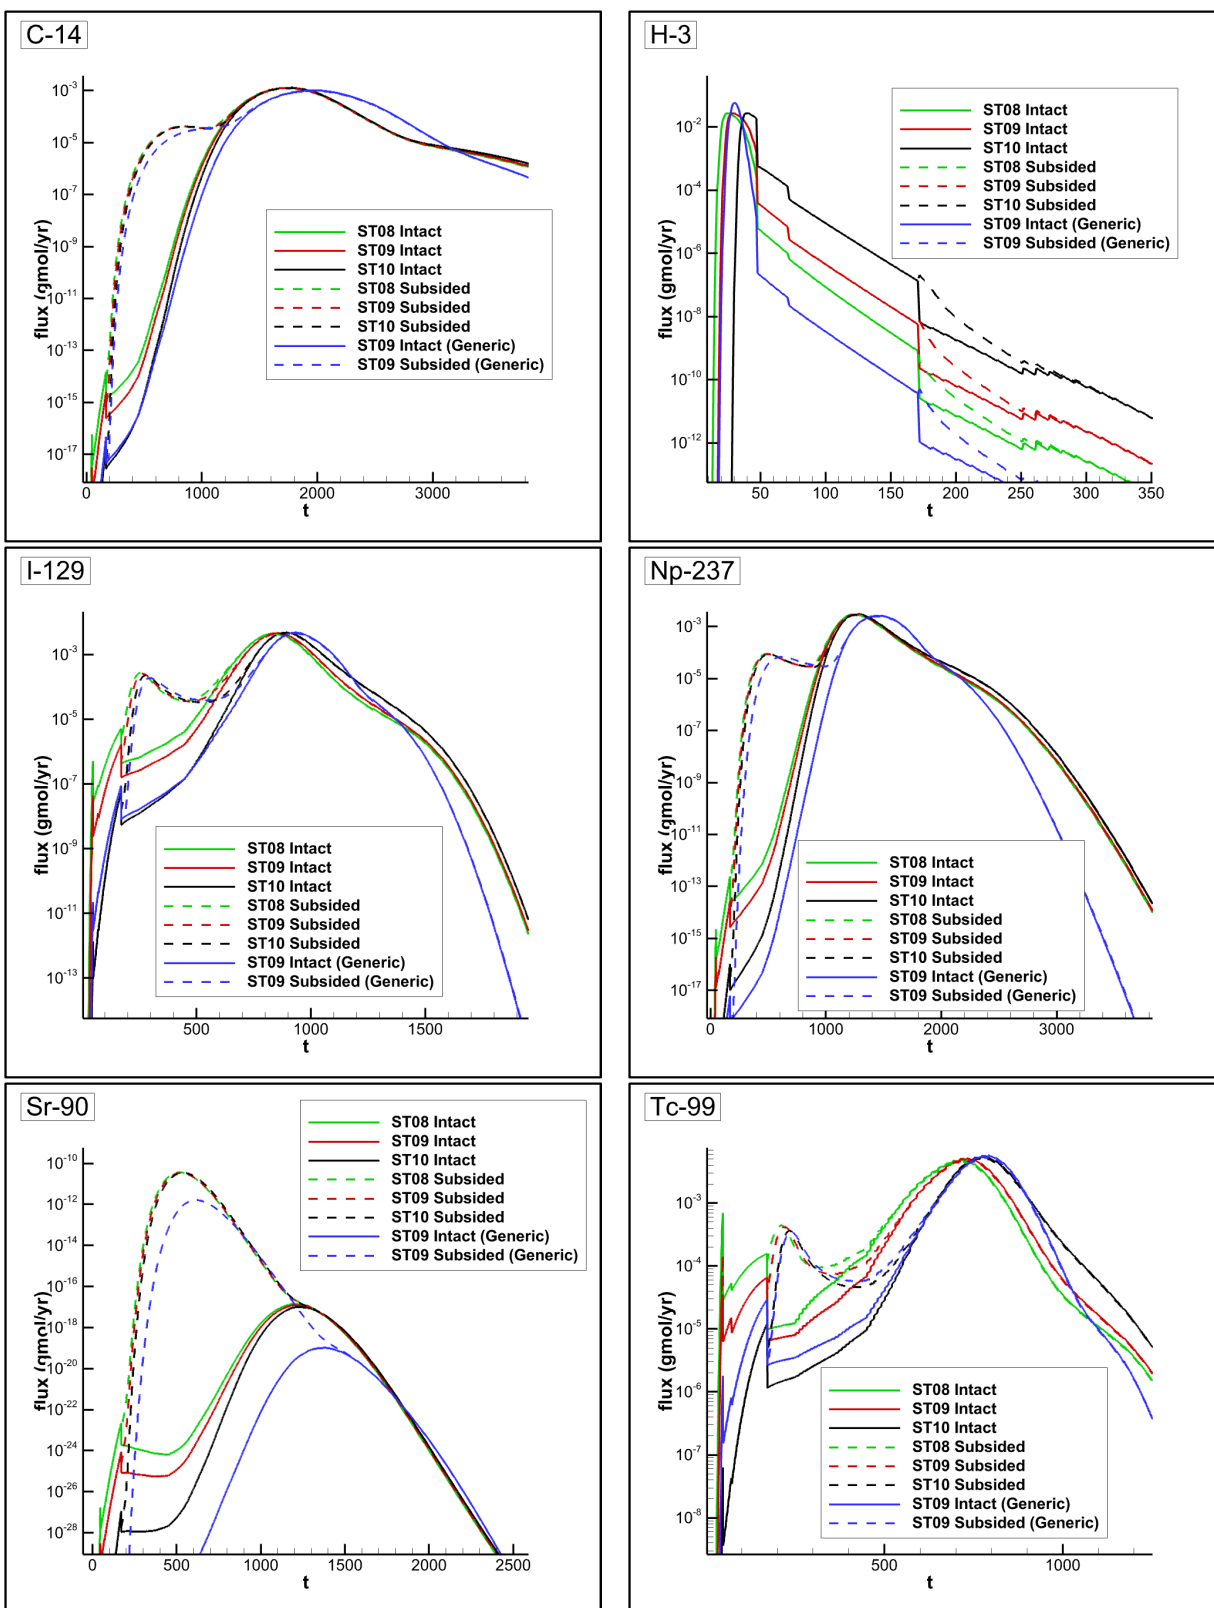 C-14
10-3
10-5
10-7
10-9
10-11
10-13
10-15
10-17
flux (gmol/yr)
ST08 Intact
ST09 Intact
ST10 Intact
ST08 Subsided
ST09 Subsided
ST10 Subsided
ST09 Intact (Generic)
ST09 Subsided (Generic)
0 1000 2000 3000
t
H-3
10-2
10-4
10-6
10-8
10-10
10-12
flux (gmol/yr)
ST08 Intact
ST09 Intact
ST10 Intact
ST08 Subsided
ST09 Subsided
ST10 Subsided
ST09 Intact (Generic)
ST09 Subsided (Generic)
50 100 150 200 250 300 350
t
I-129
10-3
10-5
10-7
10-9
10-11
10-13
flux (gmol/yr)
ST08 Intact
ST09 Intact
ST10 Intact
ST08 Subsided
ST09 Subsided
ST10 Subsided
ST09 Intact (Generic)
ST09 Subsided (Generic)
500 1000 1500
t
Np-237
10-3
10-5
10-7
10-9
10-11
10-13
10-15
10-17
flux (gmol/yr)
ST08 Intact
ST09 Intact
ST10 Intact
ST08 Subsided
ST09 Subsided
ST10 Subsided
ST09 Intact (Generic)
ST09 Subsided (Generic)
0 1000 2000 3000
t
Sr-90
10-10
10-12
10-14
10-16
10-18
10-20
10-22
10-24
10-26
10-28
flux (gmol/yr)
ST08 Intact
ST09 Intact
ST10 Intact
ST08 Subsided
ST09 Subsided
ST10 Subsided
ST09 Intact (Generic)
ST09 Subsided (Generic)
0 500 1000 1500 2000 2500
t
Tc-99
10-3
10-4
10-5
10-6
10-7
10-8
flux (gmol/yr)
ST08 Intact
ST09 Intact
ST10 Intact
ST08 Subsided
ST09 Subsided
ST10 Subsided
ST09 Intact (Generic)
ST09 Subsided (Generic)
500 1000
t